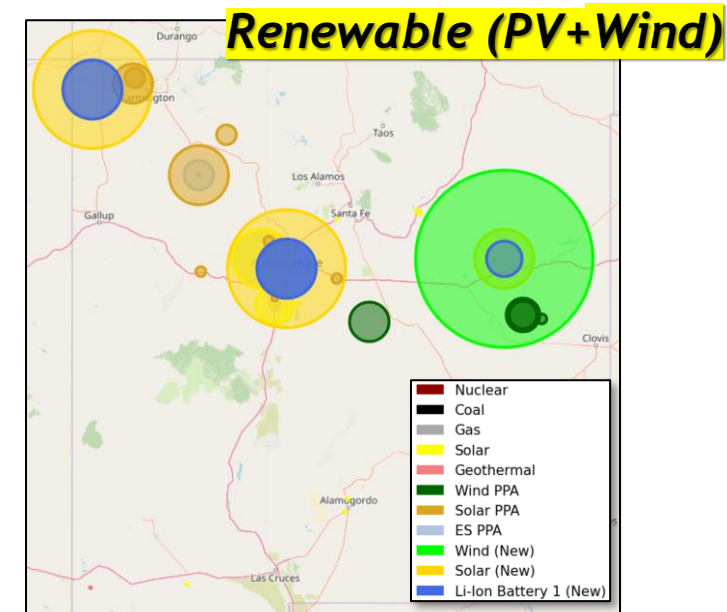 Renewable (PV+Wind)
Durango
Taos
Los Alamos
Santa Fe
Gallup
Clovis
Alamogordo
Las Cruces
Nuclear
Coal
Gas
Solar
Geothermal
Wind PPA
Solar PPA
ES PPA
Wind (New)
Solar (New)
Li-Ion Battery 1 (New)